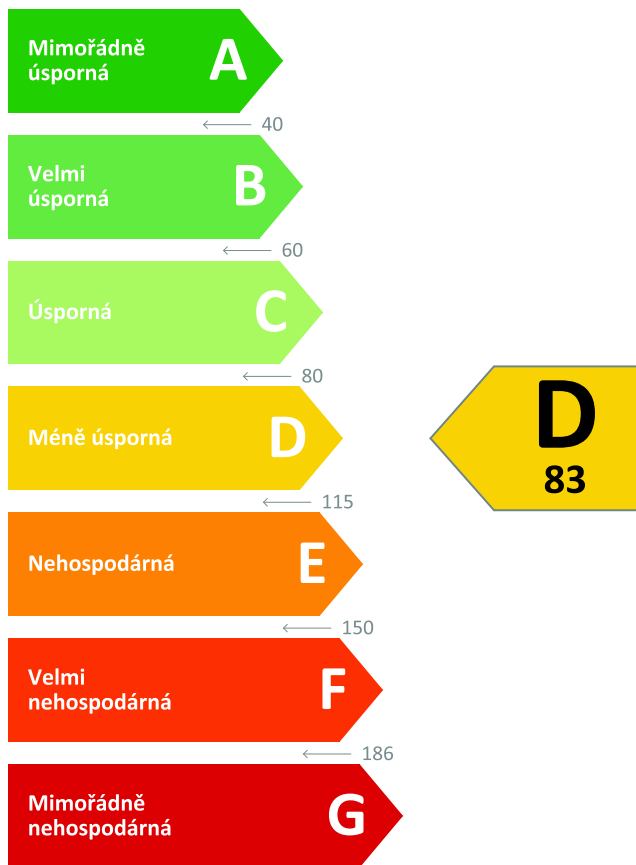 Mimořádně
úsporná
A
40
Velmi
úsporná
B
60
Úsporná
C
80
Méně úsporná
D
D
83
115
Nehospodárná
E
150
Velmi
nehospodárná
F
186
Mimořádně
nehospodárná
G